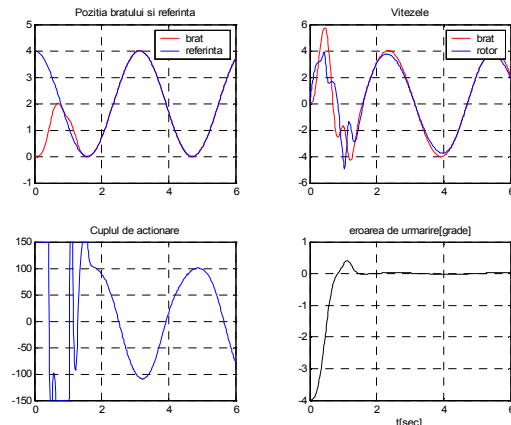 Pozitia bratului si referinta
5
4
3
2
1
0
-1
0 2 4 6
brat
referinta
Vitezele
6
4
2
0
-2
-4
-6
0 2 4 6
brat
rotor
Cuplul de actionare
150
100
50
0
-50
-100
-150
0 2 4 6
eroarea de urmarire[grade]
1
0
-1
-2
-3
-4
0 2 4 6
t[sec]